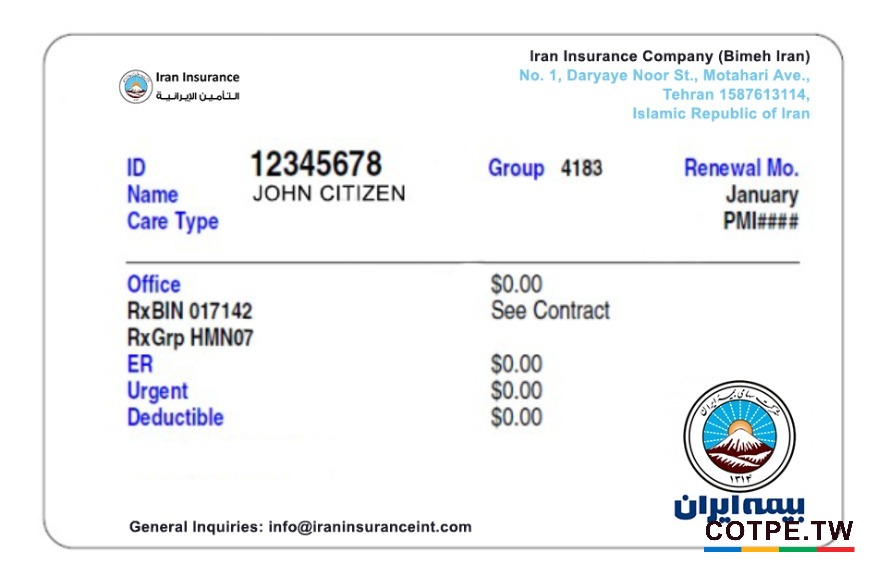 Iran Insurance
التأمين الإيرانية
Iran Insurance Company (Bimeh Iran)
No. 1, Daryaye Noor St., Motahari Ave.,
Tehran 1587613114,
Islamic Republic of Iran
ID 12345678 Group 4183 Renewal Mo.
Name JOHN CITIZEN January
Care Type PMI####
Office $0.00
RxBIN 017142 See Contract
RxGrp HMN07
ER $0.00
Urgent $0.00
Deductible $0.00
شرکت سهامی بیمه ایران
۱۳۱۴
بیمه ایران
General Inquiries: info@iraninsuranceint.com
COTPE.TW